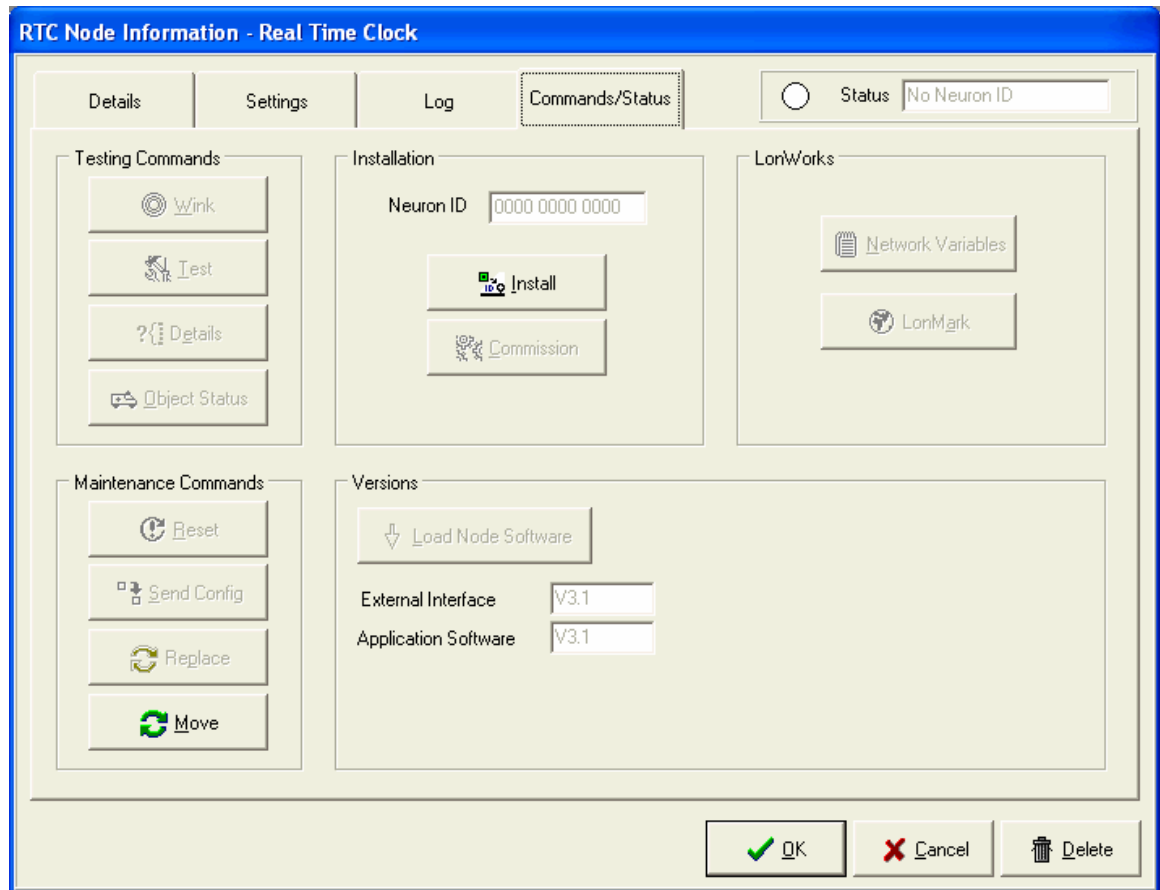 RTC Node Information - Real Time Clock
Details Settings Log Commands/Status Status No Neuron ID
Testing Commands
Wink
Test
Details
Object Status
Installation
Neuron ID 0000 0000 0000
Install
Commission
LonWorks
Network Variables
LonMark
Maintenance Commands
Reset
Send Config
Replace
Move
Versions
Load Node Software
External Interface V3.1
Application Software V3.1
OK Cancel Delete